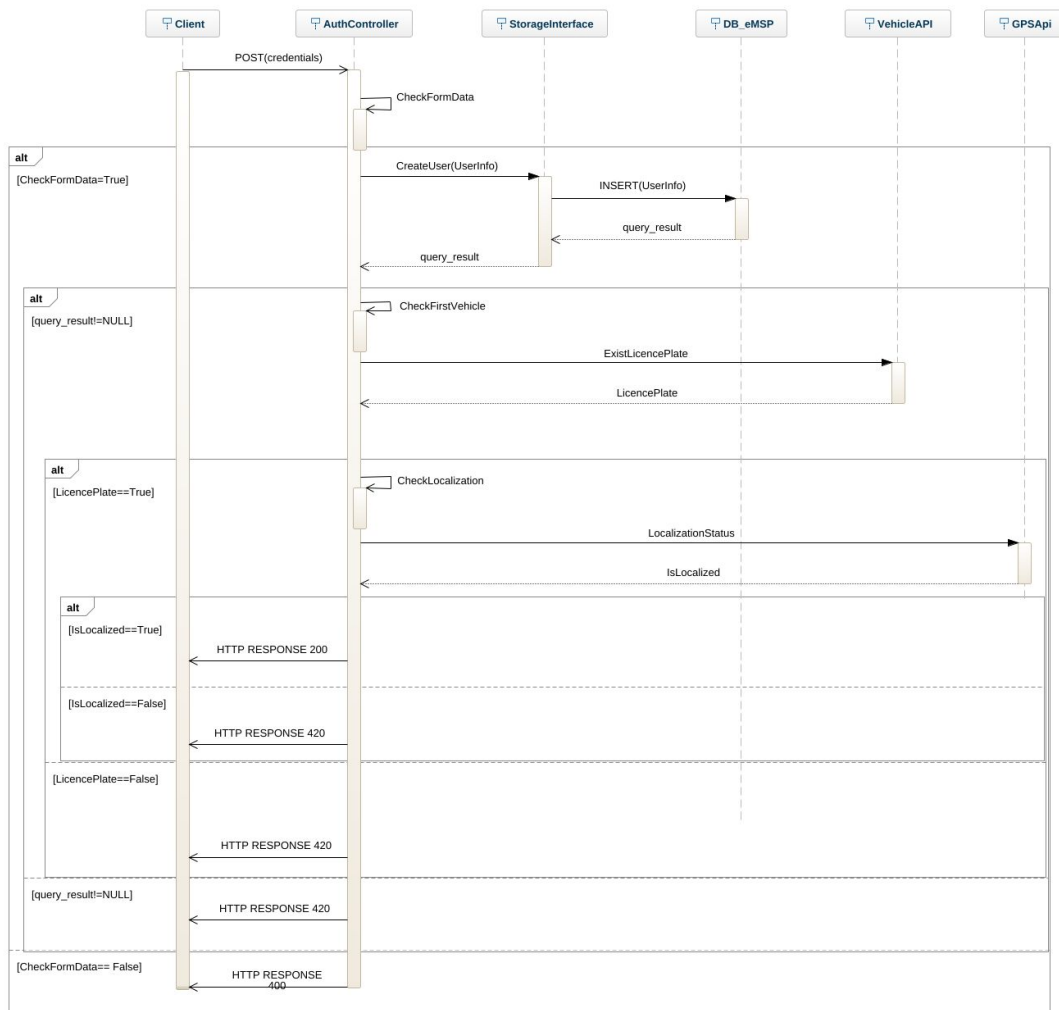 Client
AuthController
StorageInterface
DB_eMSP
VehicleAPI
GPSApi
POST(credentials)
CheckFormData
alt
[CheckFormData=True]
CreateUser(UserInfo)
INSERT(UserInfo)
query_result
query_result
alt
[query_result!=NULL]
CheckFirstVehicle
ExistLicencePlate
LicencePlate
alt
[LicencePlate==True]
CheckLocalization
LocalizationStatus
IsLocalized
alt
[IsLocalized==True]
HTTP RESPONSE 200
[IsLocalized==False]
HTTP RESPONSE 420
[LicencePlate==False]
HTTP RESPONSE 420
[query_result!=NULL]
HTTP RESPONSE 420
[CheckFormData== False]
HTTP RESPONSE
400